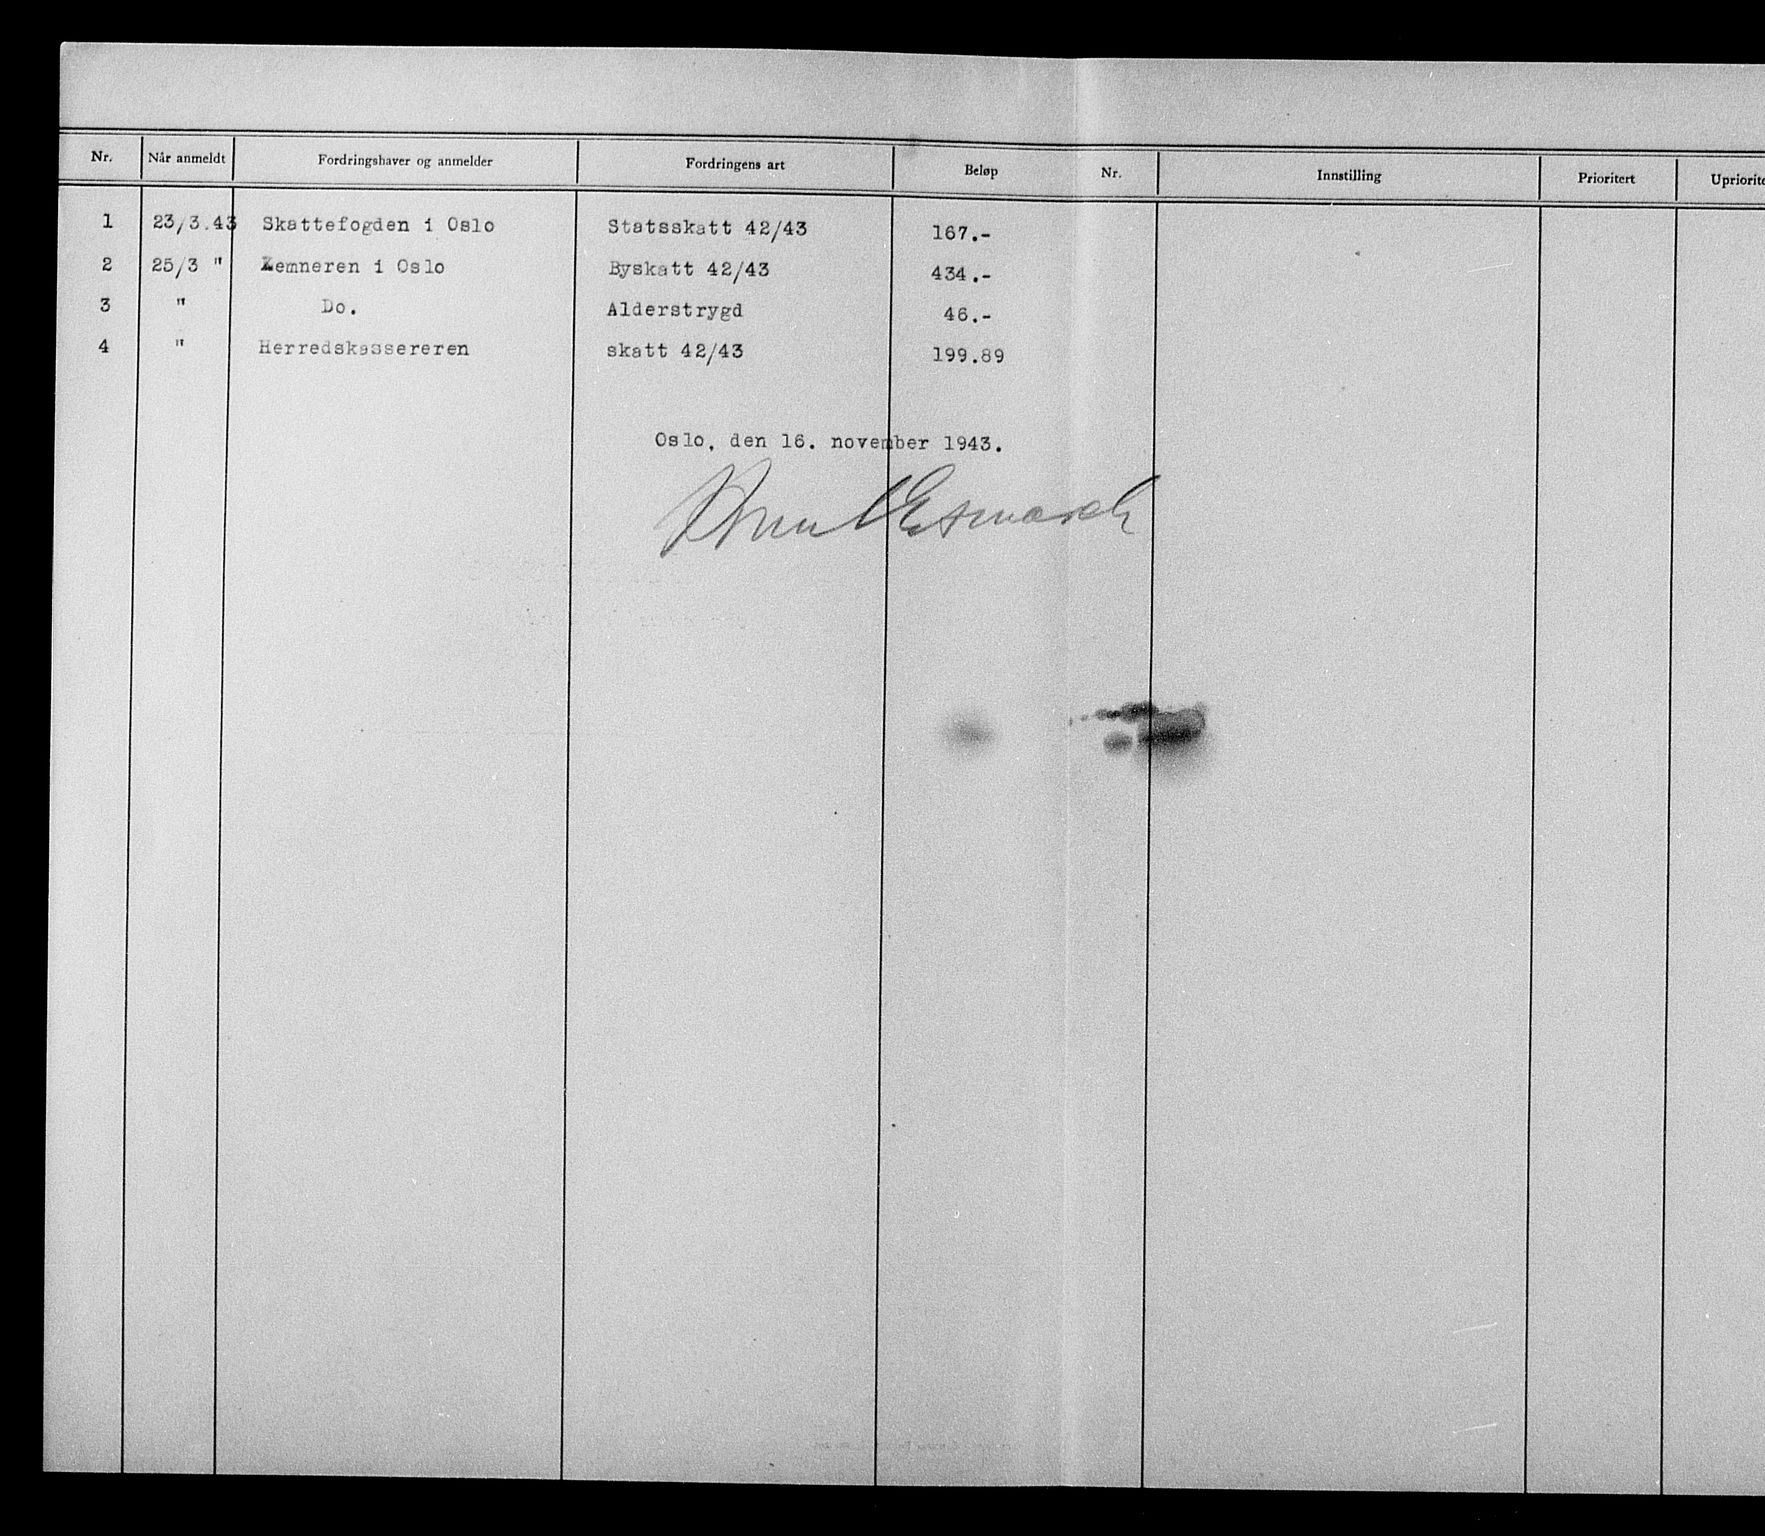 Nr. Når anmeldt Fordringshaver og anmelder Fordringens art Beløp Nr. Innstilling Prioritert Upriorite
1 23/3.43 Skattefogden i Oslo Statsskatt 42/43 167.-
2 25/3 " Kemneren i Oslo Byskatt 42/43 434.-
3 " Do. Alderstrygd 46.-
4 " Herredskassereren skatt 42/43 199.89
Oslo, den 16. november 1943.
Esmarch